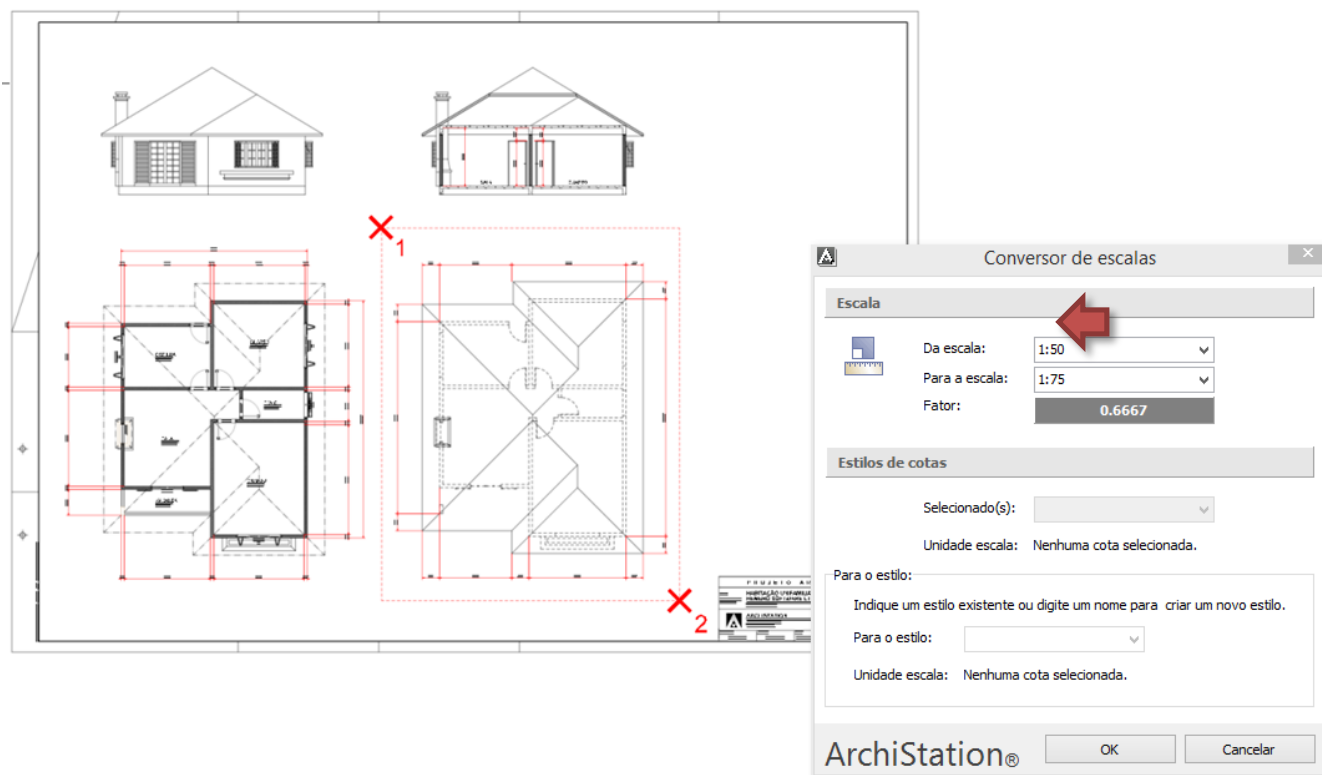 1
2
PROJETO
ARCHISTATION
Conversor de escalas
Escala
Da escala:
1:50
Para a escala:
1:75
Fator:
0.6667
Estilos de cotas
Selecionado(s):
Unidade escala: Nenhuma cota selecionada.
Para o estilo:
Indique um estilo existente ou digite um nome para criar um novo estilo.
Para o estilo:
Unidade escala: Nenhuma cota selecionada.
ArchiStation®
OK
Cancelar